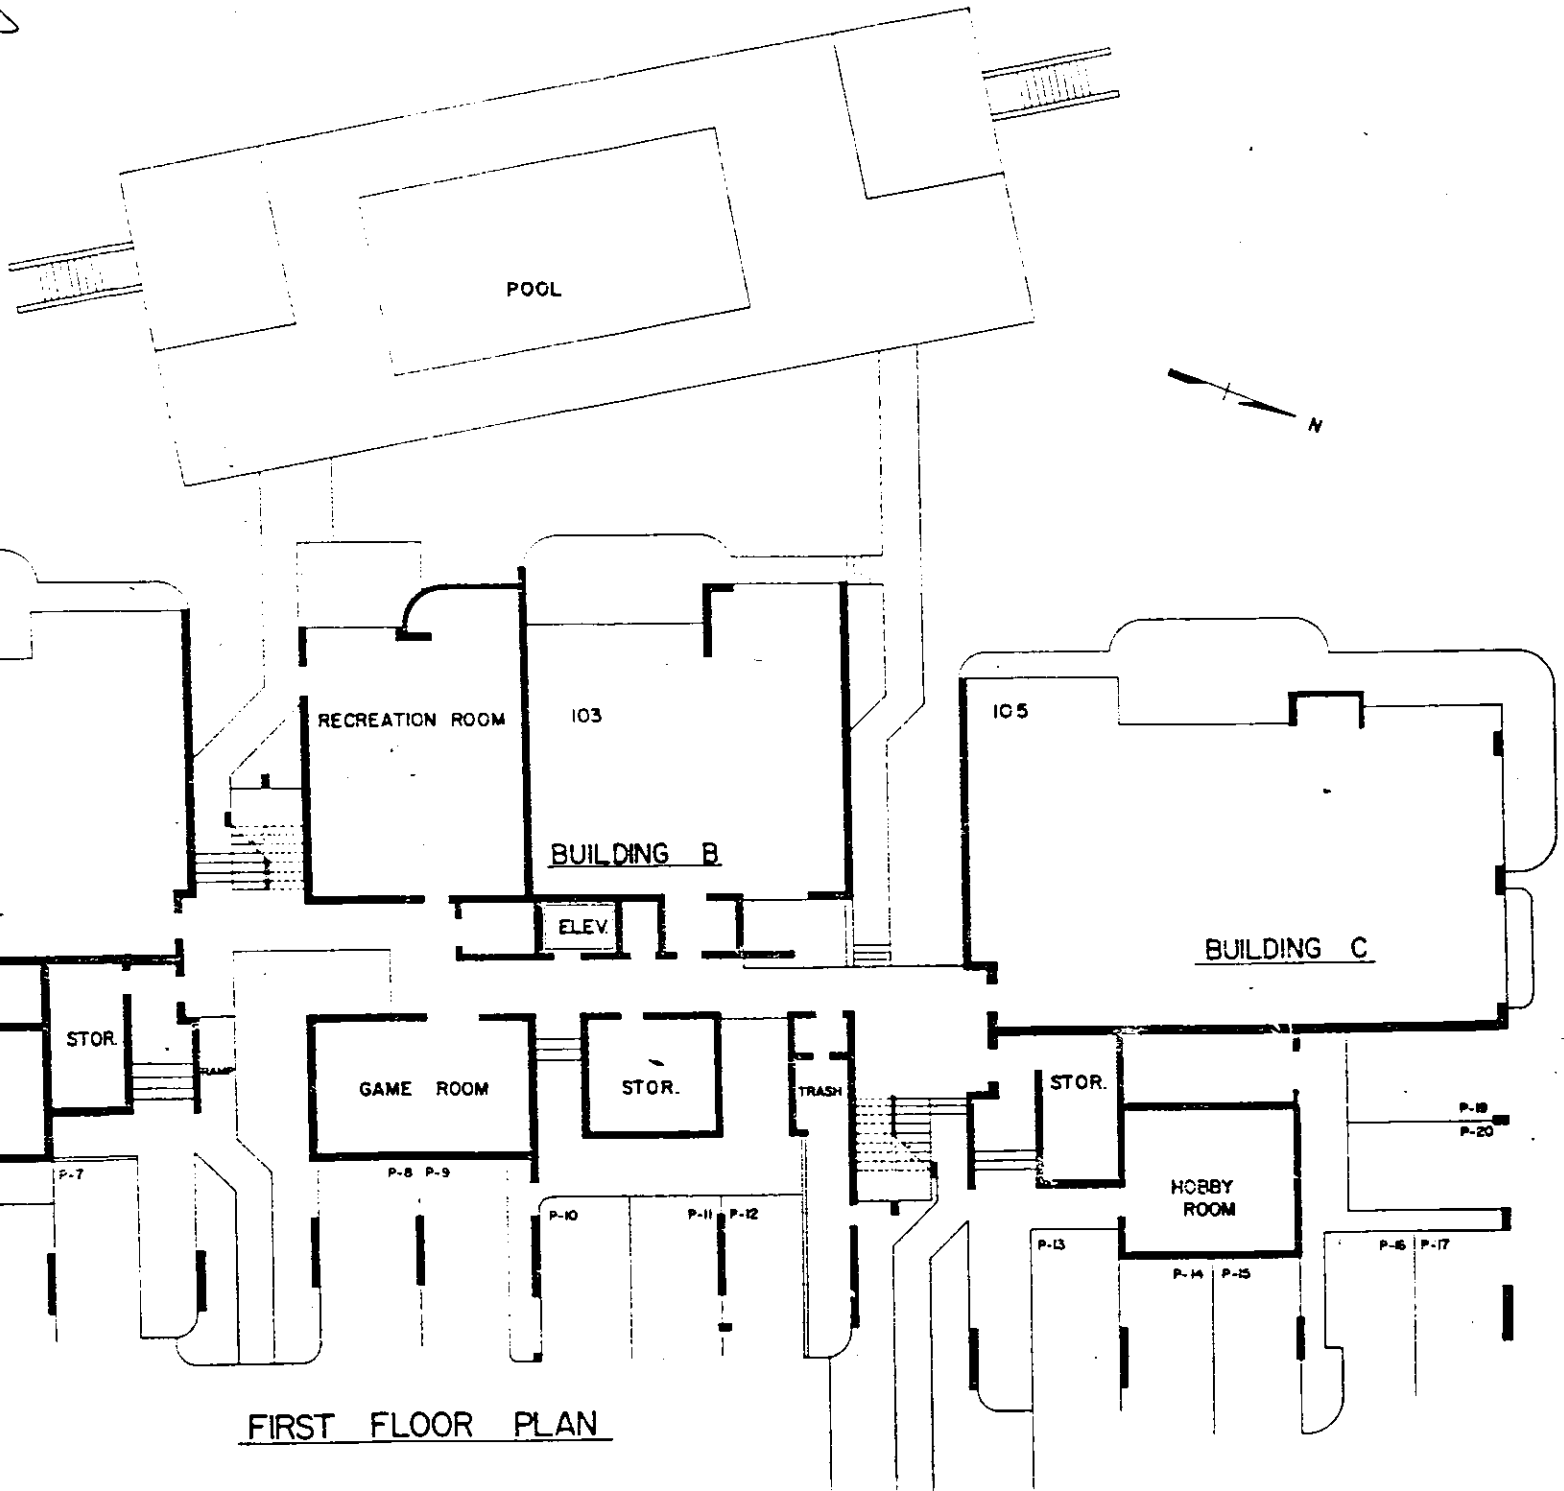 POOL
N
RECREATION ROOM
103
105
BUILDING B
ELEV.
BUILDING C
STOR.
RAMP
GAME ROOM
STOR.
TRASH
STOR.
P-19
P-20
P-7
P-8 P-9
HOBBY
ROOM
P-10
P-11 P-12
P-13
P-16 P-17
P-14 P-15
FIRST FLOOR PLAN